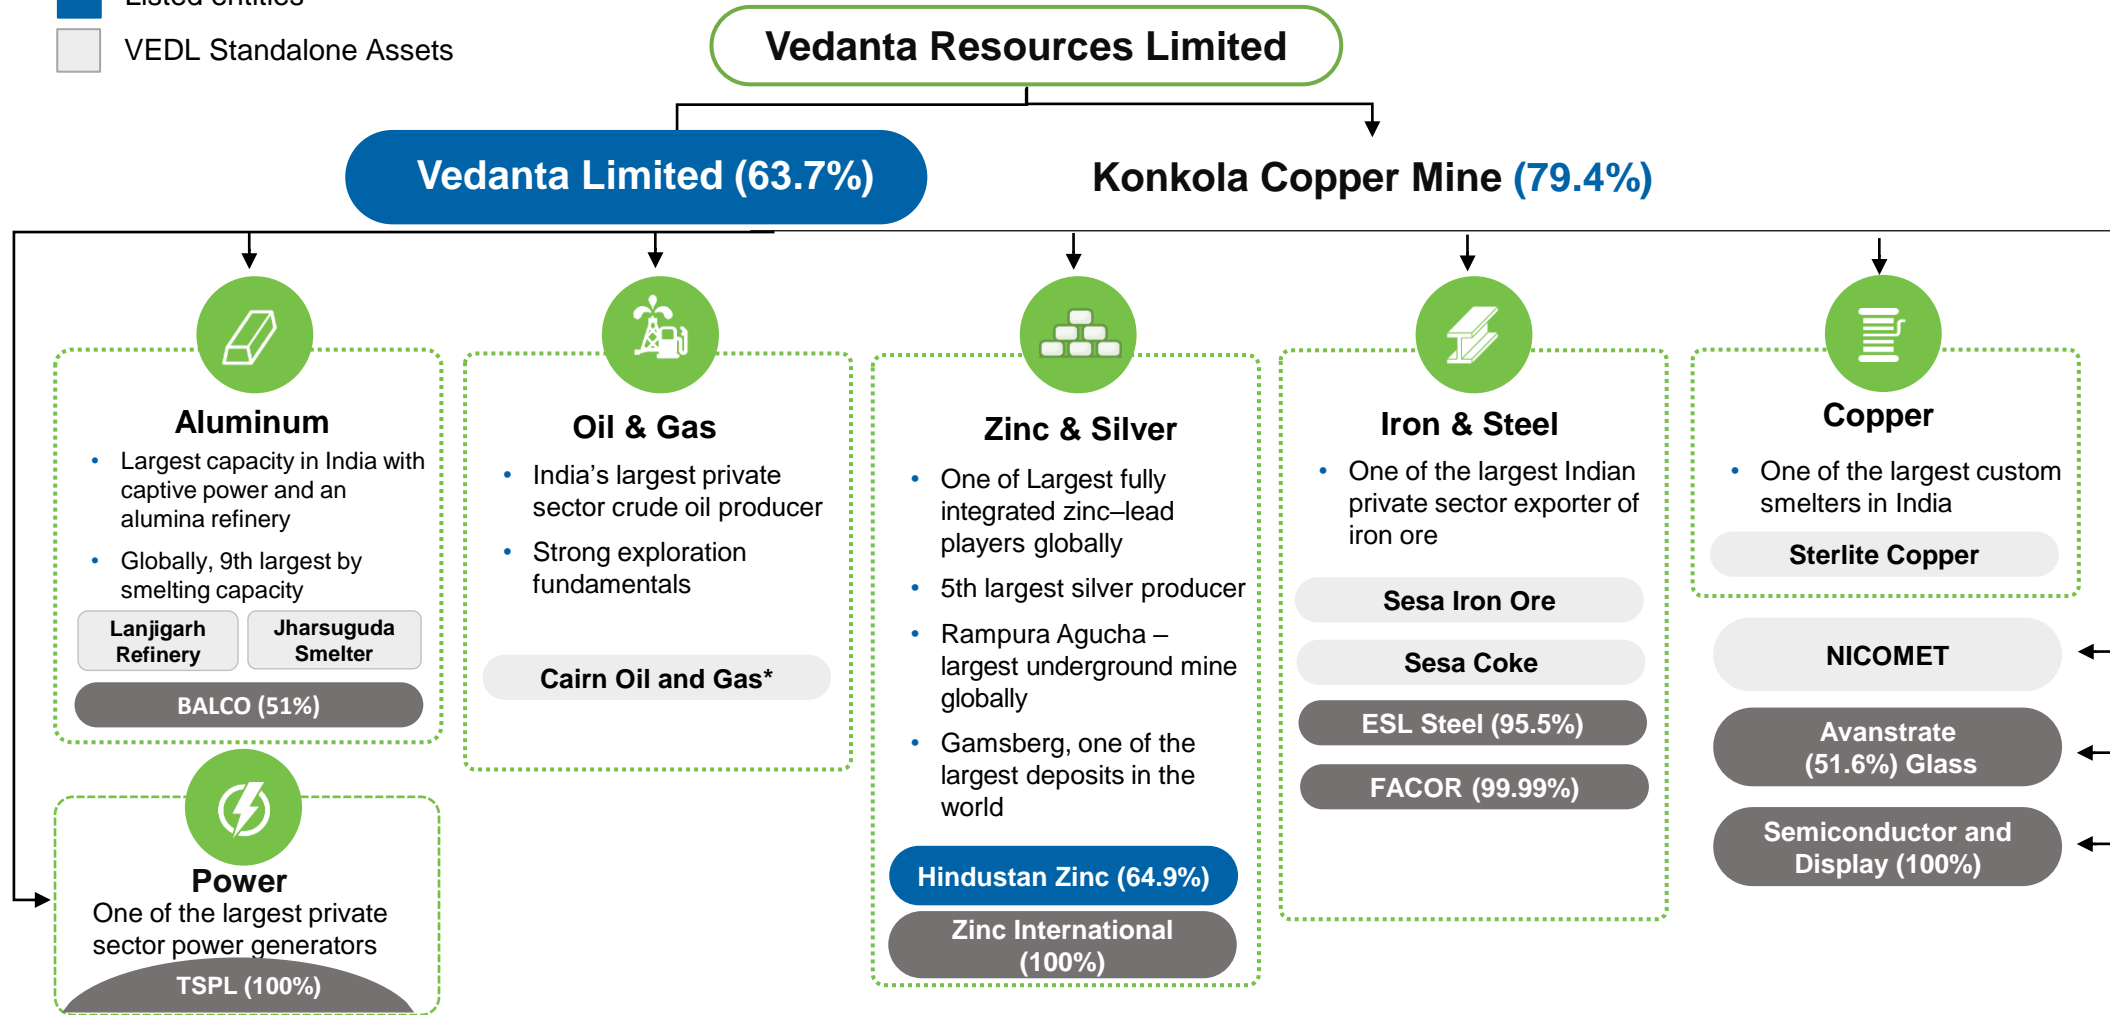 Listed entities
VEDL Standalone Assets
Vedanta Resources Limited
Vedanta Limited (63.7%)
Konkola Copper Mine (79.4%)
Aluminum
• Largest capacity in India with
captive power and an
alumina refinery
• Globally, 9th largest by
smelting capacity
Lanjigarh
Refinery
Jharsuguda
Smelter
BALCO (51%)
Power
One of the largest private
sector power generators
TSPL (100%)
Oil & Gas
• India’s largest private
sector crude oil producer
• Strong exploration
fundamentals
Cairn Oil and Gas*
Zinc & Silver
• One of Largest fully
integrated zinc–lead
players globally
• 5th largest silver producer
• Rampura Agucha –
largest underground mine
globally
• Gamsberg, one of the
largest deposits in the
world
Hindustan Zinc (64.9%)
Zinc International
(100%)
Iron & Steel
• One of the largest Indian
private sector exporter of
iron ore
Sesa Iron Ore
Sesa Coke
ESL Steel (95.5%)
FACOR (99.99%)
Copper
• One of the largest custom
smelters in India
Sterlite Copper
NICOMET
Avanstrate
(51.6%) Glass
Semiconductor and
Display (100%)